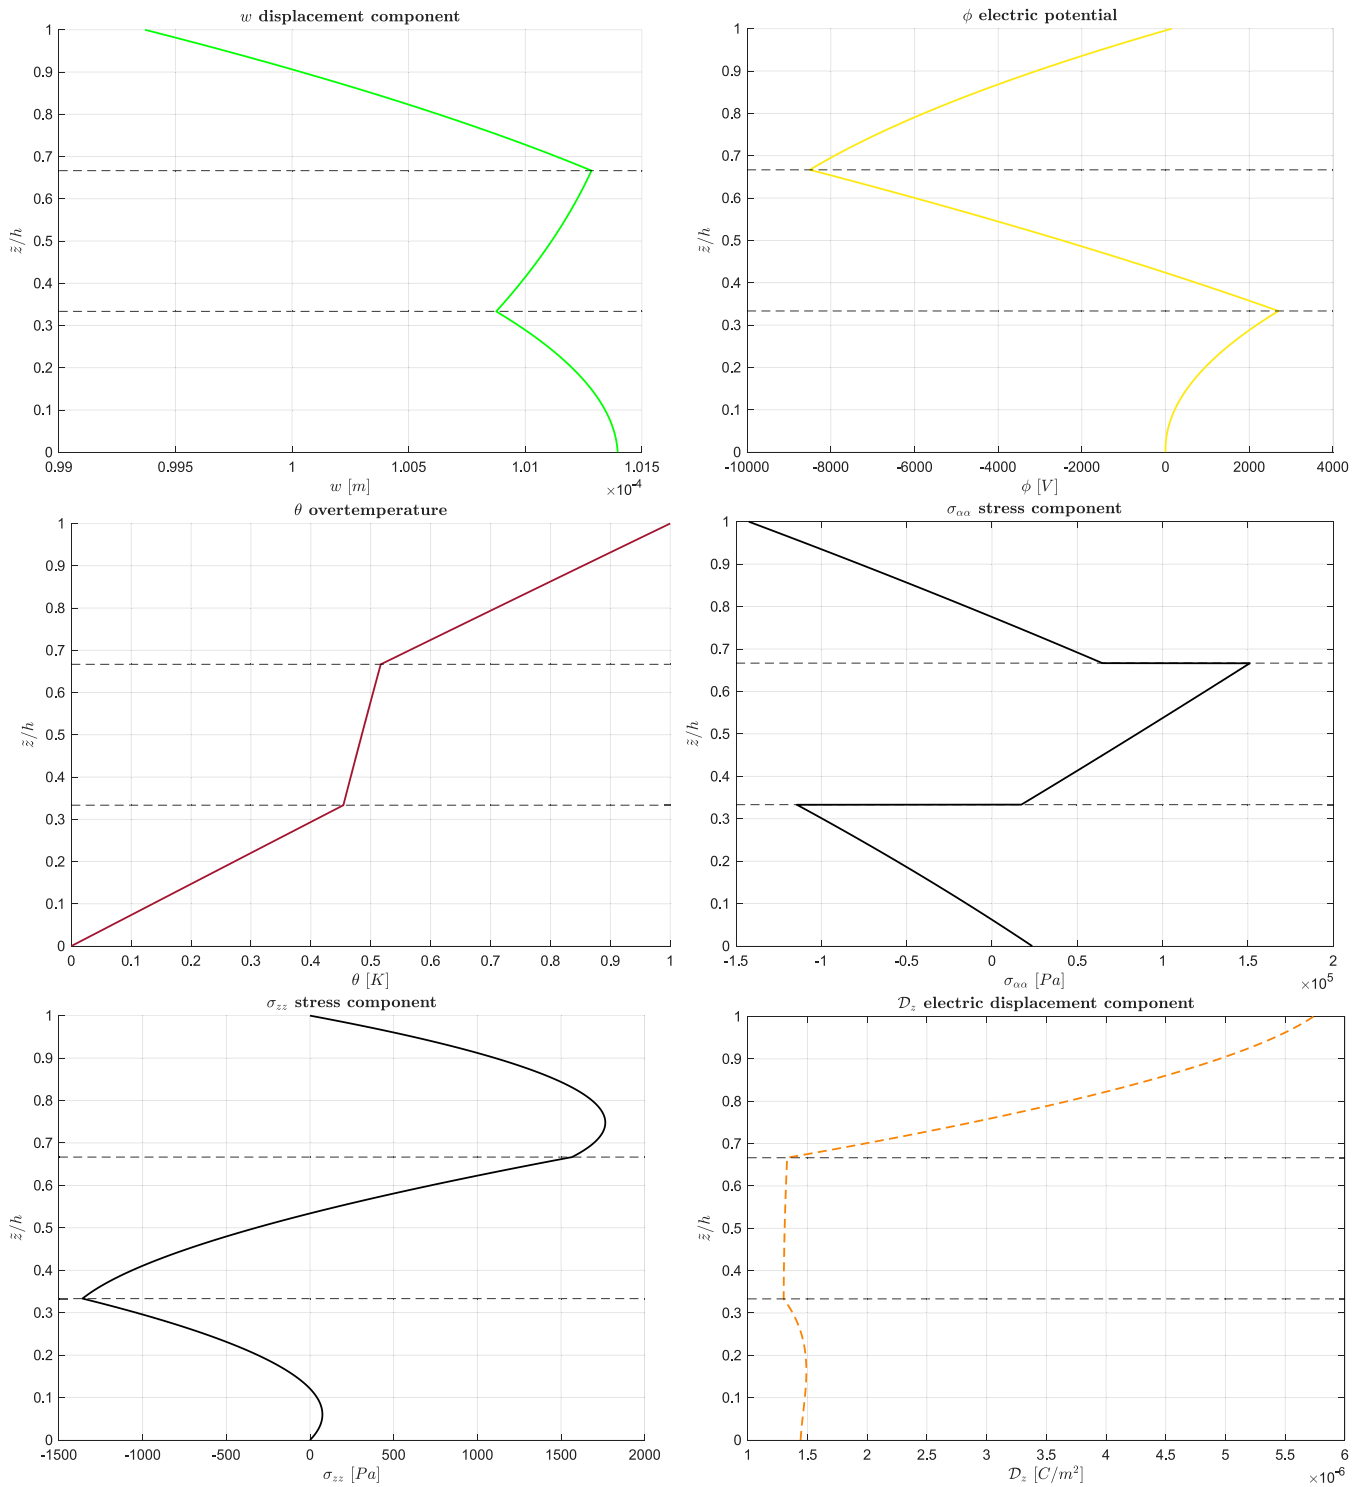 w displacement component
1
0.9
0.8
0.7
0.6
0.5
0.4
0.3
0.2
0.1
0
z̃/h
0.99 0.995 1 1.005 1.01 1.015
w [m]
×10⁻⁴
ϕ electric potential
1
0.9
0.8
0.7
0.6
0.5
0.4
0.3
0.2
0.1
0
z̃/h
-10000 -8000 -6000 -4000 -2000 0 2000 4000
ϕ [V]
θ overtemperature
1
0.9
0.8
0.7
0.6
0.5
0.4
0.3
0.2
0.1
0
z̃/h
0 0.1 0.2 0.3 0.4 0.5 0.6 0.7 0.8 0.9 1
θ [K]
σαα stress component
1
0.9
0.8
0.7
0.6
0.5
0.4
0.3
0.2
0.1
0
z̃/h
-1.5 -1 -0.5 0 0.5 1 1.5 2
σαα [Pa]
×10⁵
σzz stress component
1
0.9
0.8
0.7
0.6
0.5
0.4
0.3
0.2
0.1
0
z̃/h
-1500 -1000 -500 0 500 1000 1500 2000
σzz [Pa]
𝒟z electric displacement component
1
0.9
0.8
0.7
0.6
0.5
0.4
0.3
0.2
0.1
0
z̃/h
1 1.5 2 2.5 3 3.5 4 4.5 5 5.5 6
𝒟z [C/m²]
×10⁻⁶